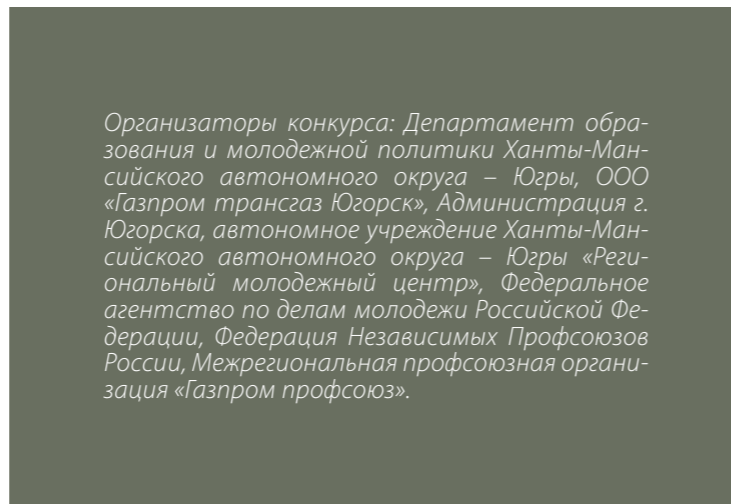 Организаторы конкурса: Департамент обра-
зования и молодежной политики Ханты-Ман-
сийского автономного округа – Югры, ООО
«Газпром трансгаз Югорск», Администрация г.
Югорска, автономное учреждение Ханты-Ман-
сийского автономного округа – Югры «Реги-
ональный молодежный центр», Федеральное
агентство по делам молодежи Российской Фе-
дерации, Федерация Независимых Профсоюзов
России, Межрегиональная профсоюзная органи-
зация «Газпром профсоюз».